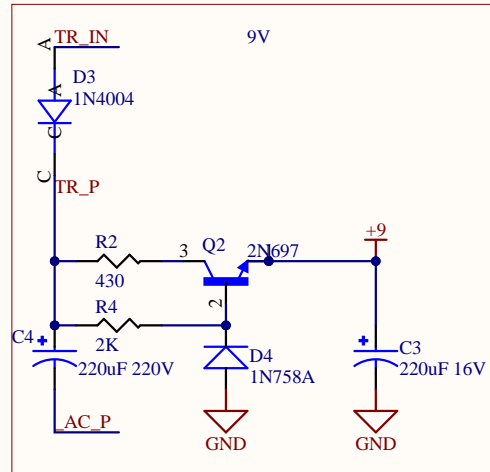 TR_IN
9V
A
A
D3
1N4004
C
C
TR_P
+9
R2
3
Q2
2N697
1
430
R4
2
C4
2K
D4
C3
220uF 220V
1N758A
220uF 16V
_AC_P
GND
GND